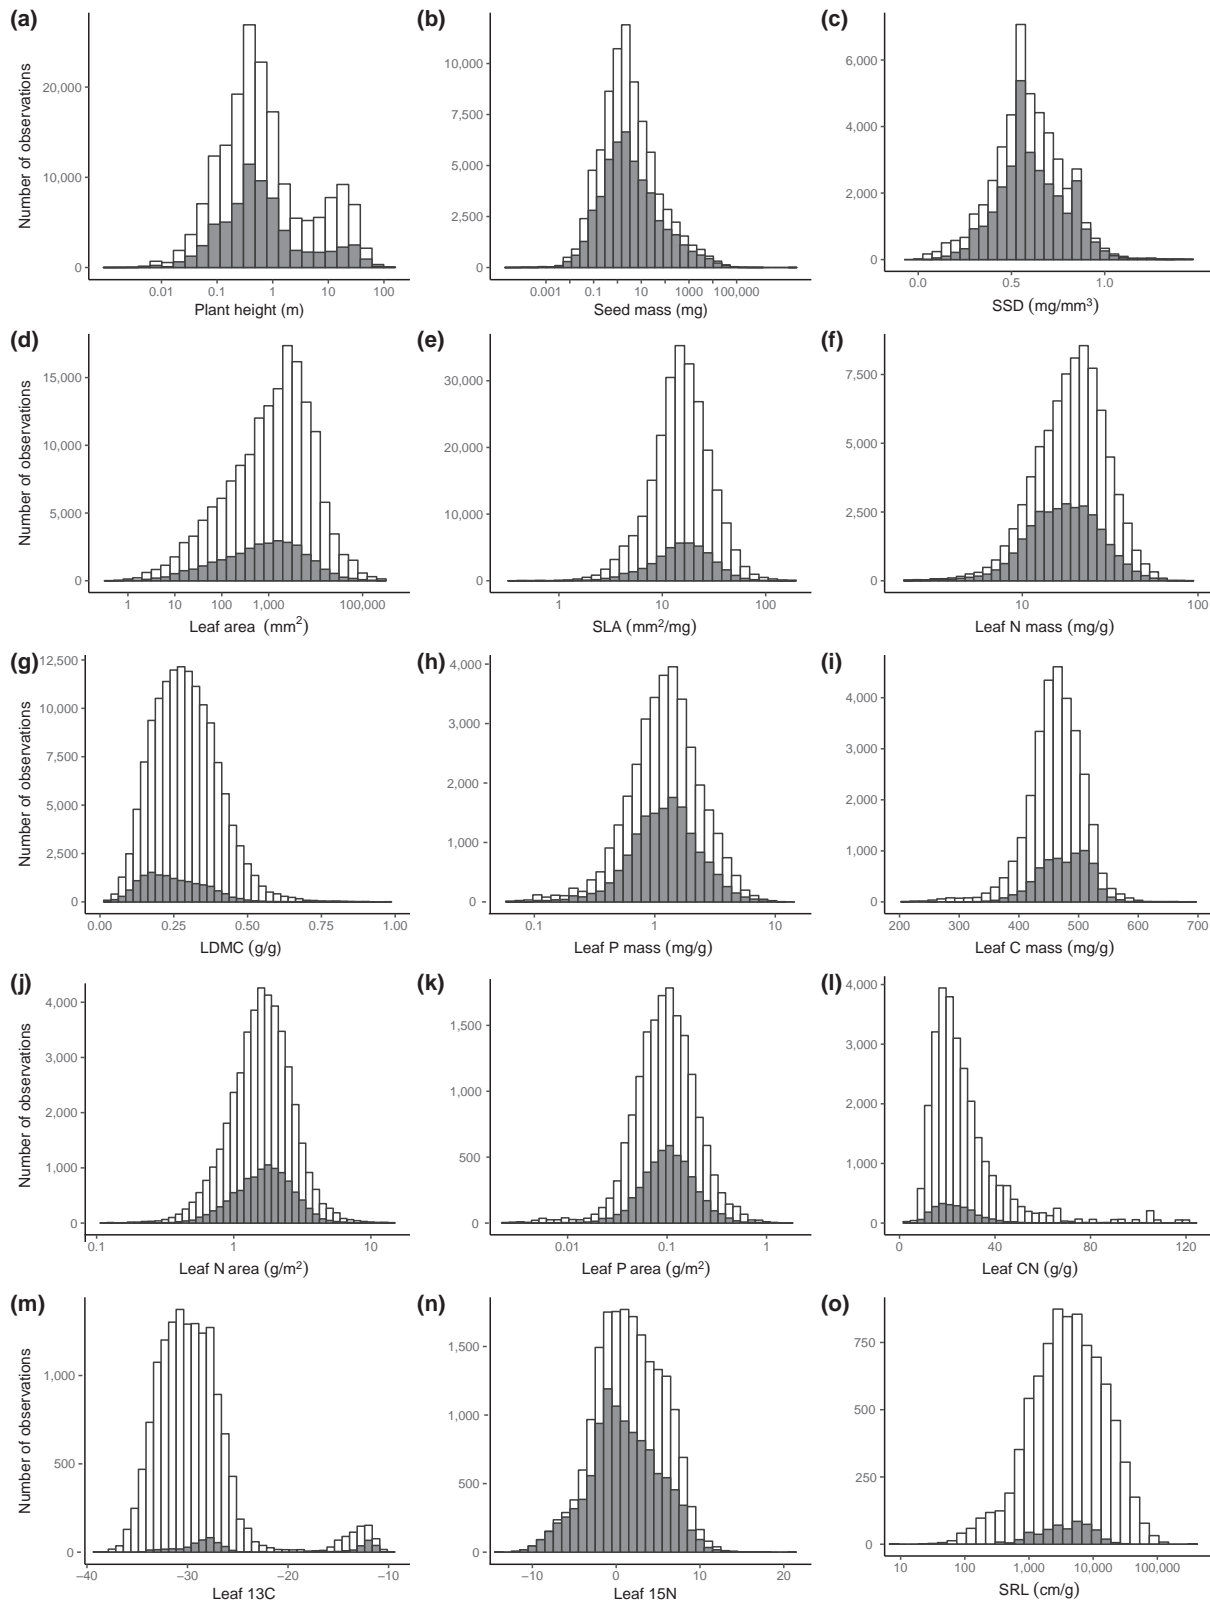 (a)
(b)
(c)
Number of observations
20,000
10,000
0
0.01 0.1 1 10 100
Plant height (m)
10,000
7,500
5,000
2,500
0
0.001 0.1 10 1000 100,000
Seed mass (mg)
6,000
4,000
2,000
0
0.0 0.5 1.0
SSD (mg/mm³)
(d)
(e)
(f)
Number of observations
15,000
10,000
5,000
0
1 10 100 1,000 100,000
Leaf area (mm²)
30,000
20,000
10,000
0
1 10 100
SLA (mm²/mg)
7,500
5,000
2,500
0
10 100
Leaf N mass (mg/g)
(g)
(h)
(i)
Number of observations
12,500
10,000
7,500
5,000
2,500
0
0.00 0.25 0.50 0.75 1.00
LDMC (g/g)
4,000
3,000
2,000
1,000
0
0.1 1 10
Leaf P mass (mg/g)
4,000
3,000
2,000
1,000
0
200 300 400 500 600 700
Leaf C mass (mg/g)
(j)
(k)
(l)
Number of observations
4,000
3,000
2,000
1,000
0
0.1 1 10
Leaf N area (g/m²)
1,500
1,000
500
0
0.01 0.1 1
Leaf P area (g/m²)
4,000
3,000
2,000
1,000
0
0 40 80 120
Leaf CN (g/g)
(m)
(n)
(o)
Number of observations
1,000
500
0
−40 −30 −20 −10
Leaf 13C
1,500
1,000
500
0
−10 0 10 20
Leaf 15N
750
500
250
0
10 100 1,000 10,000 100,000
SRL (cm/g)